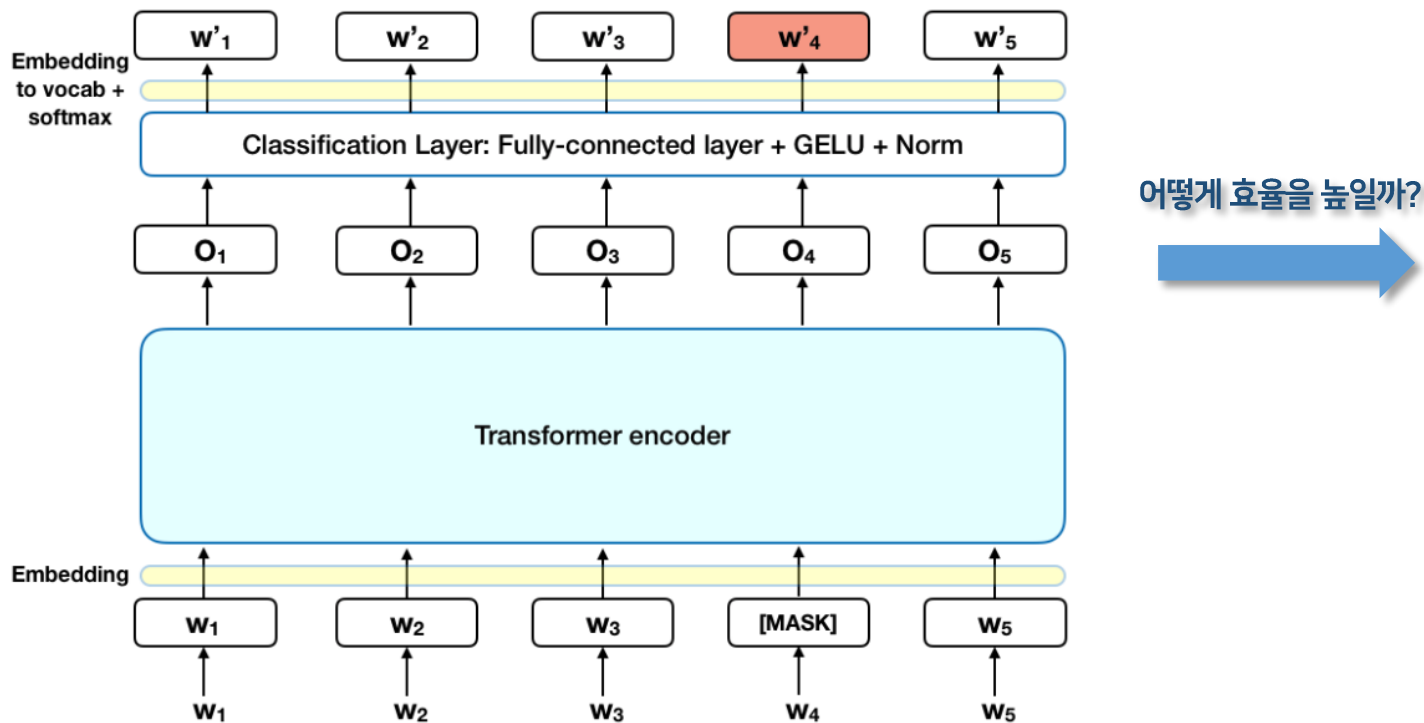 w'₁ w'₂ w'₃ w'₄ w'₅
Embedding
to vocab +
softmax
Classification Layer: Fully-connected layer + GELU + Norm
어떻게 효율을 높일까?
O₁ O₂ O₃ O₄ O₅
Transformer encoder
Embedding
w₁ w₂ w₃ [MASK] w₅
w₁ w₂ w₃ w₄ w₅